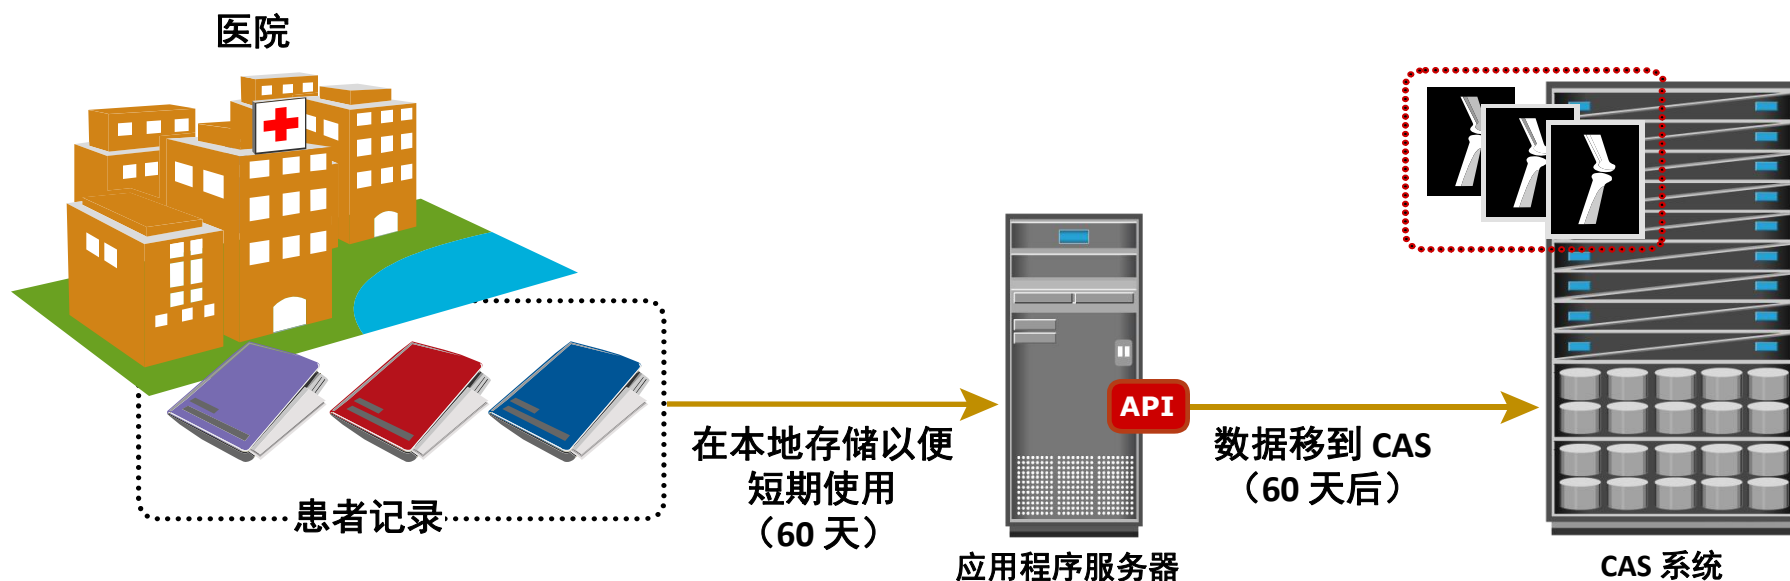 医院
患者记录
在本地存储以便
短期使用
（60 天）
API
应用程序服务器
数据移到 CAS
（60 天后）
CAS 系统